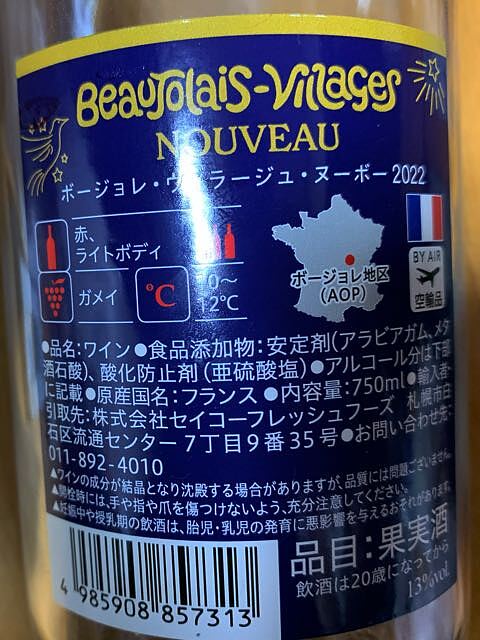 Beaujolais-Villages
NOUVEAU
ボージョレ・ヴィラージュ・ヌーボー 2022
赤、
ライトボディ
ガメイ
℃
0～
2℃
ボージョレ地区
(AOP)
BY AIR
空輸品
●品名：ワイン ●食品添加物：安定剤（アラビアガム、メタ
酒石酸）、酸化防止剤（亜硫酸塩） ●アルコール分は下部
に記載 ●原産国名：フランス ●内容量：750ml ●輸入者
引取先：株式会社セイコーフレッシュフーズ 札幌市白
石区流通センター7丁目9番35号 ●お問い合わせ先：
011-892-4010
▲ワインの成分が結晶となり沈殿する場合がありますが、品質には問題ございません。
▲開栓時には、手や指や爪を傷つけないよう、充分注意してください。
▲妊娠中や授乳期の飲酒は、胎児・乳児の発育に悪影響を与えるおそれがあります。
品目：果実酒
飲酒は20歳になってから
13%vol.
4 985908 857313